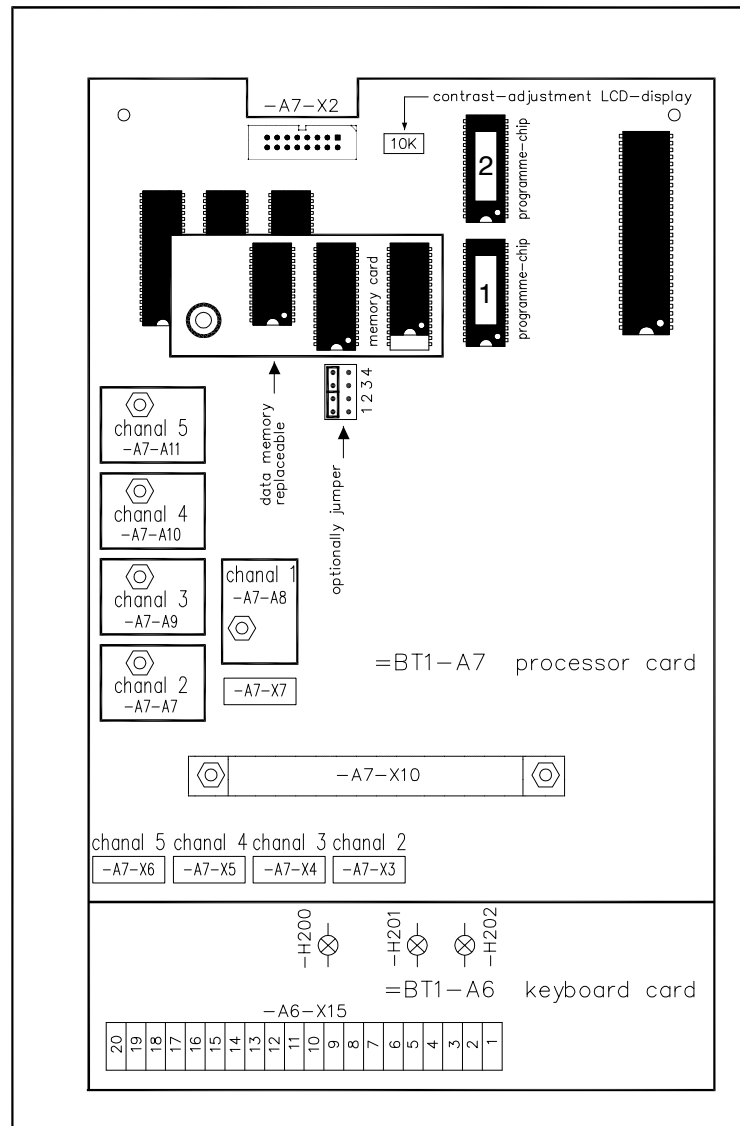 -A7-X2
contrast-adjustment LCD-display
10K
2
programme-chip
1
programme-chip
memory card
1 2 3 4
data memory
replaceable
optionally jumper
chanal 5
-A7-A11
chanal 4
-A7-A10
chanal 3
-A7-A9
chanal 1
-A7-A8
chanal 2
-A7-A7
-A7-X7
=BT1-A7 processor card
-A7-X10
chanal 5 chanal 4 chanal 3 chanal 2
-A7-X6 -A7-X5 -A7-X4 -A7-X3
-H200 -H201 -H202
=BT1-A6 keyboard card
-A6-X15
20 19 18 17 16 15 14 13 12 11 10 9 8 7 6 5 4 3 2 1